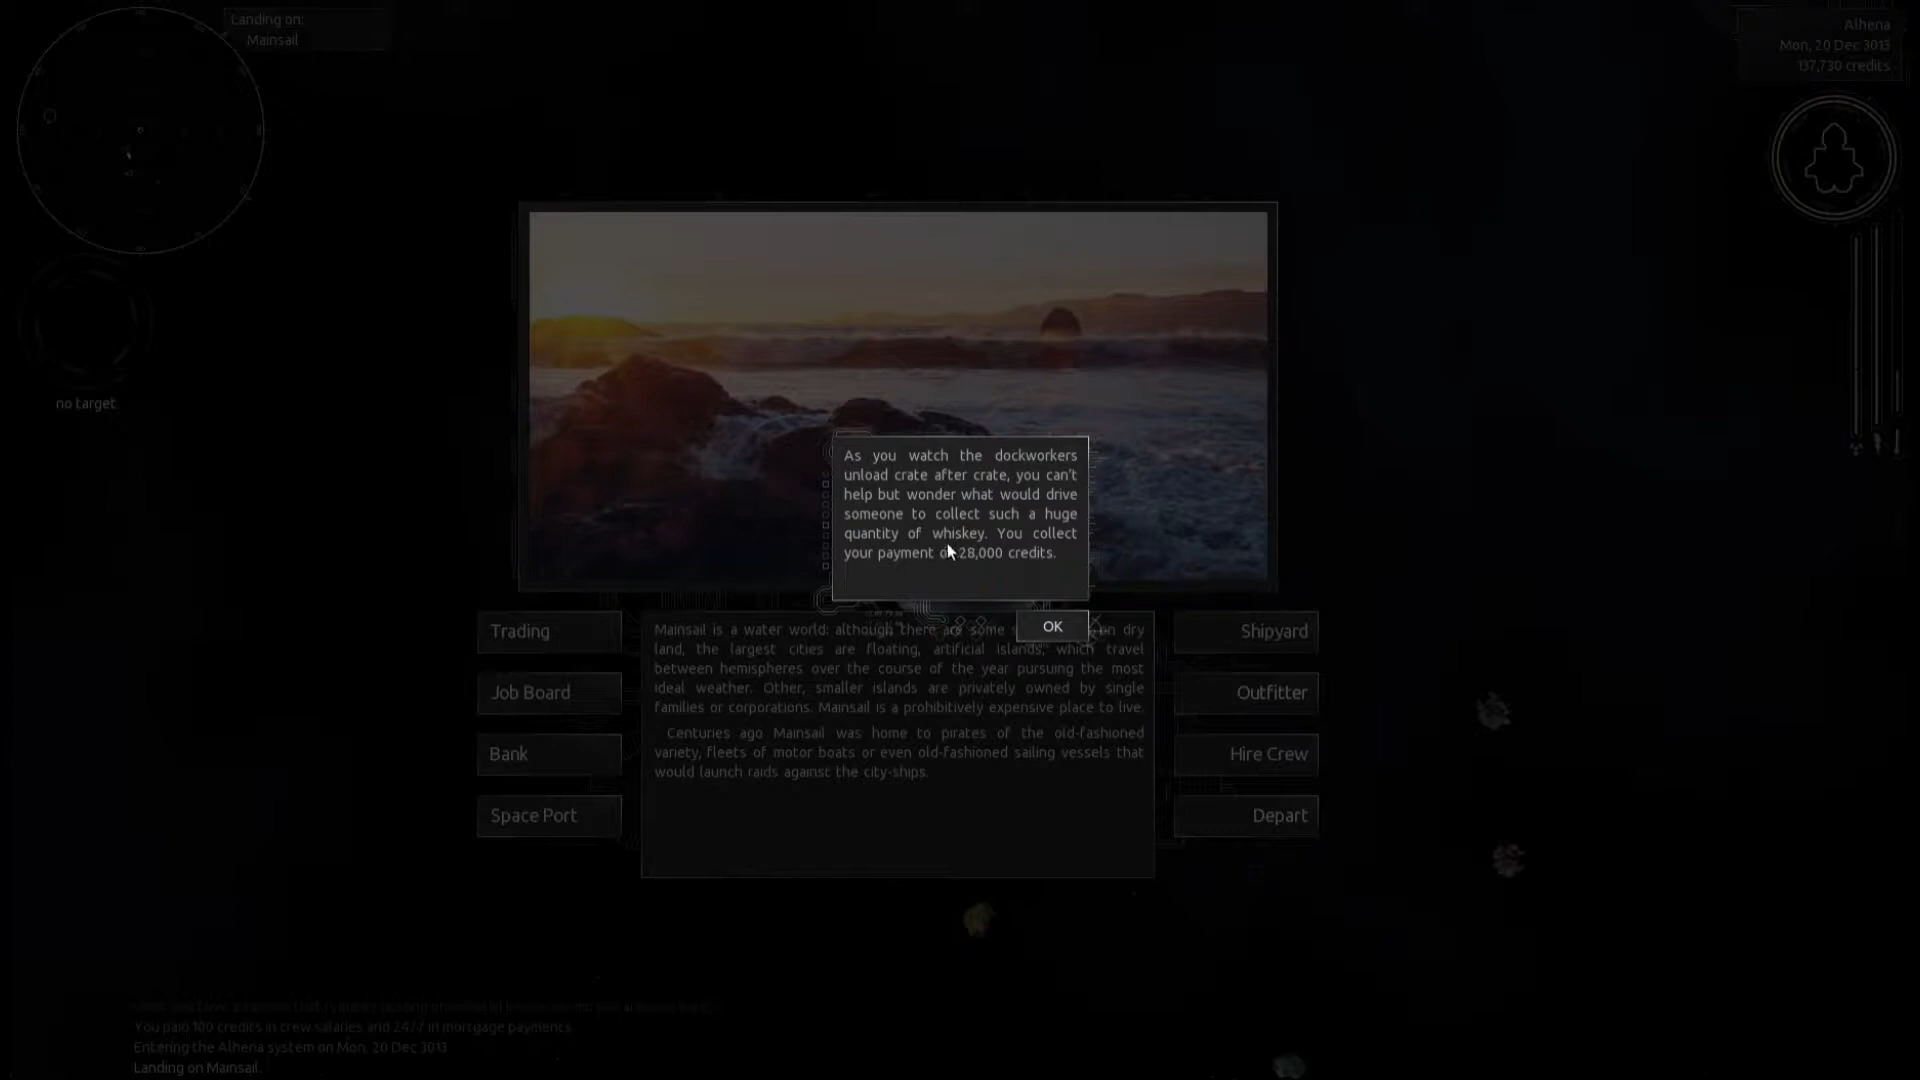 Landing on:
Mainsail
Alhena
Mon, 20 Dec 3013
137,730 credits
no target
As you watch the dockworkers
unload crate after crate, you can't
help but wonder what would drive
someone to collect such a huge
quantity of whiskey. You collect
your payment 28,000 credits.
OK
Trading
Job Board
Bank
Space Port
Mainsail is a water world: although there are some on dry
land, the largest cities are floating, artificial islands, which travel
between hemispheres over the course of the year pursuing the most
ideal weather. Other, smaller islands are privately owned by single
families or corporations. Mainsail is a prohibitively expensive place to live.
Centuries ago Mainsail was home to pirates of the old-fashioned
variety, fleets of motor boats or even old-fashioned sailing vessels that
would launch raids against the city-ships.
Shipyard
Outfitter
Hire Crew
Depart
You paid 100 credits in crew salaries and 2477 in mortgage payments.
Entering the Alhena system on Mon, 20 Dec 3013
Landing on Mainsail.